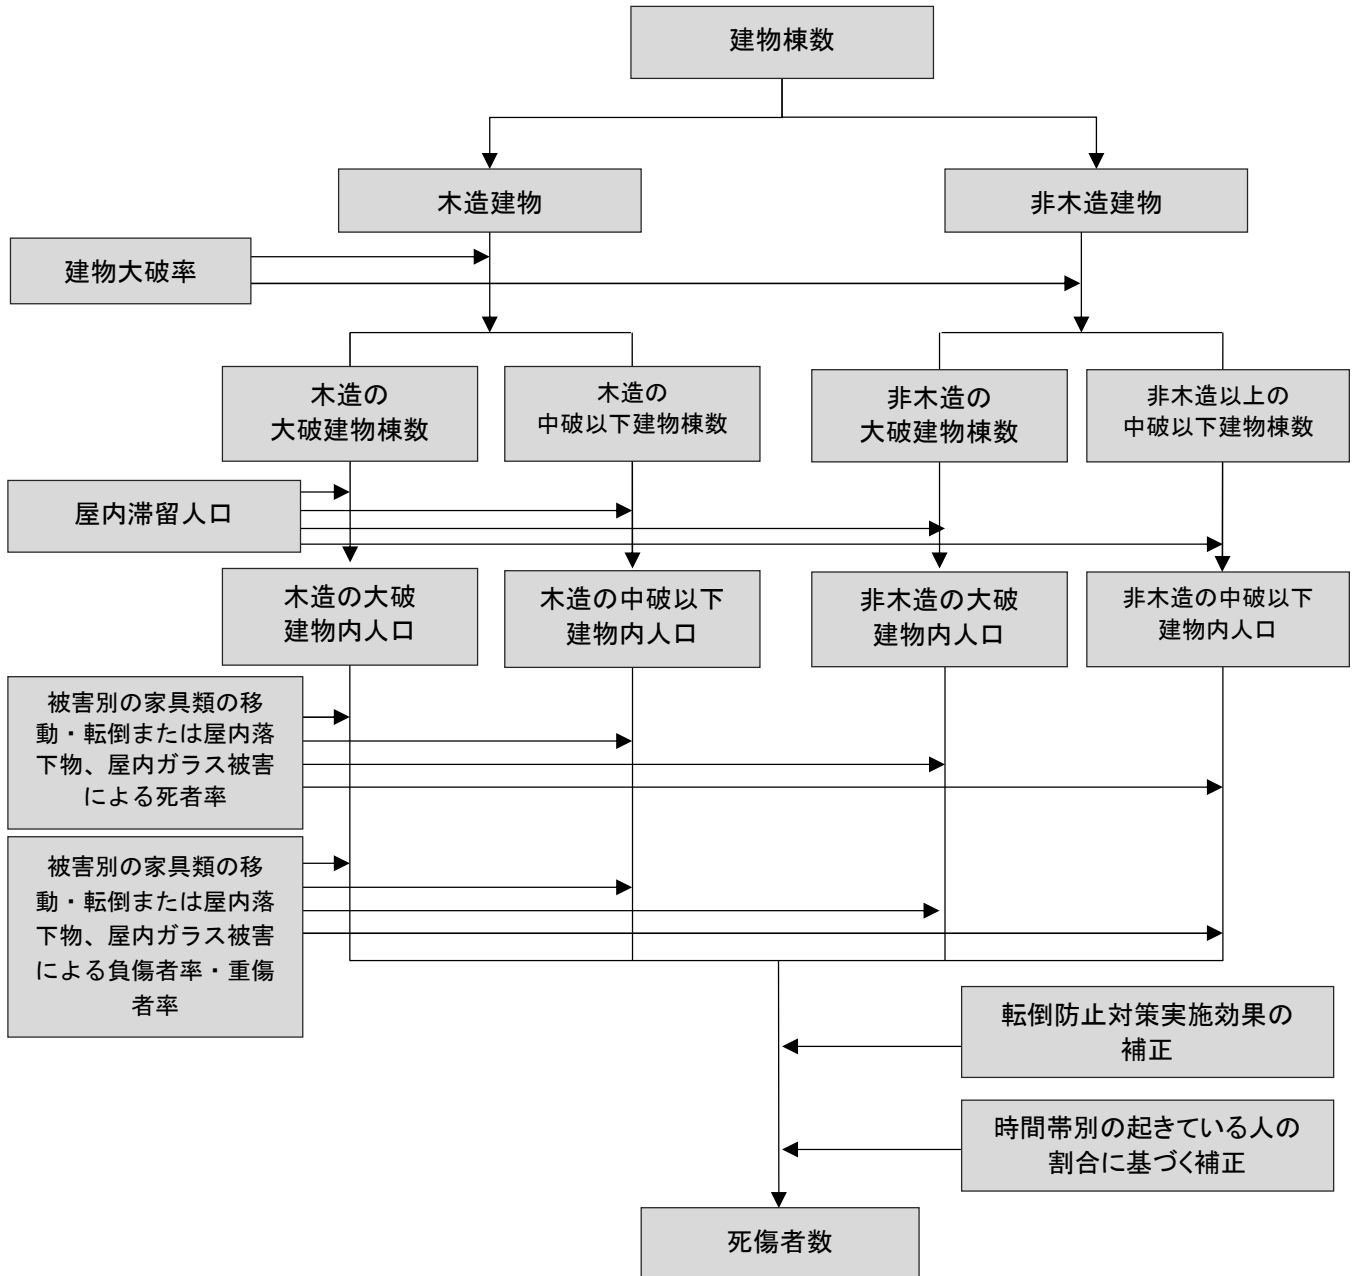 建物棟数
木造建物
非木造建物
建物大破率
木造の
大破建物棟数
木造の
中破以下建物棟数
非木造の
大破建物棟数
非木造以上の
中破以下建物棟数
屋内滞留人口
木造の大破
建物内人口
木造の中破以下
建物内人口
非木造の大破
建物内人口
非木造の中破以下
建物内人口
被害別の家具類の移
動・転倒または屋内落
下物、屋内ガラス被害
による死者率
被害別の家具類の移
動・転倒または屋内落
下物、屋内ガラス被害
による負傷者率・重傷
者率
転倒防止対策実施効果の
補正
時間帯別の起きている人の
割合に基づく補正
死傷者数